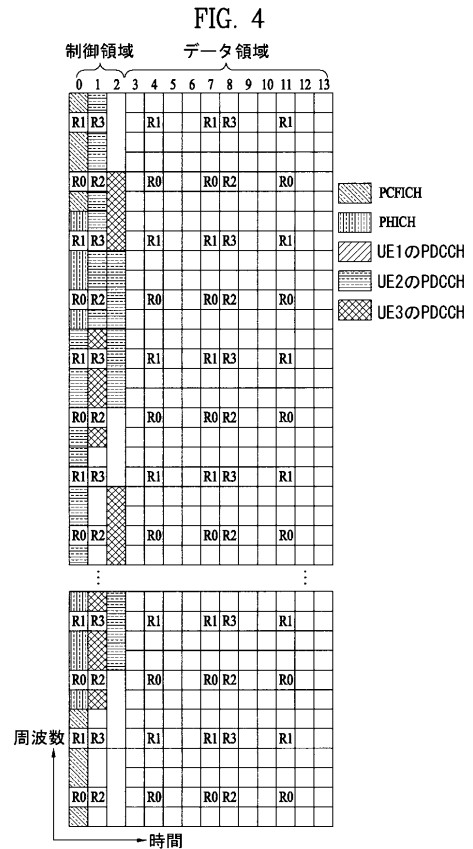 FIG. 4
制御領域 データ領域
0 1 2 3 4 5 6 7 8 9 10 11 12 13
R1 R3 R1 R1 R3 R1
R0 R2 R0 R0 R2 R0
R1 R3 R1 R1 R3 R1
R0 R2 R0 R0 R2 R0
R1 R3 R1 R1 R3 R1
R0 R2 R0 R0 R2 R0
R1 R3 R1 R1 R3 R1
R0 R2 R0 R0 R2 R0
R1 R3 R1 R1 R3 R1
R0 R2 R0 R0 R2 R0
R1 R3 R1 R1 R3 R1
R0 R2 R0 R0 R2 R0
PCFICH
PHICH
UE1のPDCCH
UE2のPDCCH
UE3のPDCCH
周波数
時間